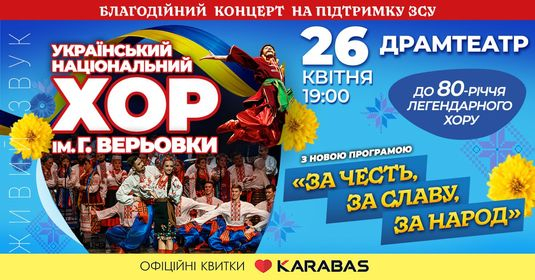 БЛАГОДІЙНИЙ КОНЦЕРТ НА ПІДТРИМКУ ЗСУ
ЖИВИЙ ЗВУК
УКРАЇНСЬКИЙ
НАЦІОНАЛЬНИЙ
ХОР
ІМ. Г. ВЕРЬОВКИ
26
КВІТНЯ
19:00
ДРАМТЕАТР
ДО 80-РІЧЧЯ
ЛЕГЕНДАРНОГО
ХОРУ
З НОВОЮ ПРОГРАМОЮ
«ЗА ЧЕСТЬ,
ЗА СЛАВУ,
ЗА НАРОД»
ОФІЦІЙНІ КВИТКИ KARABAS